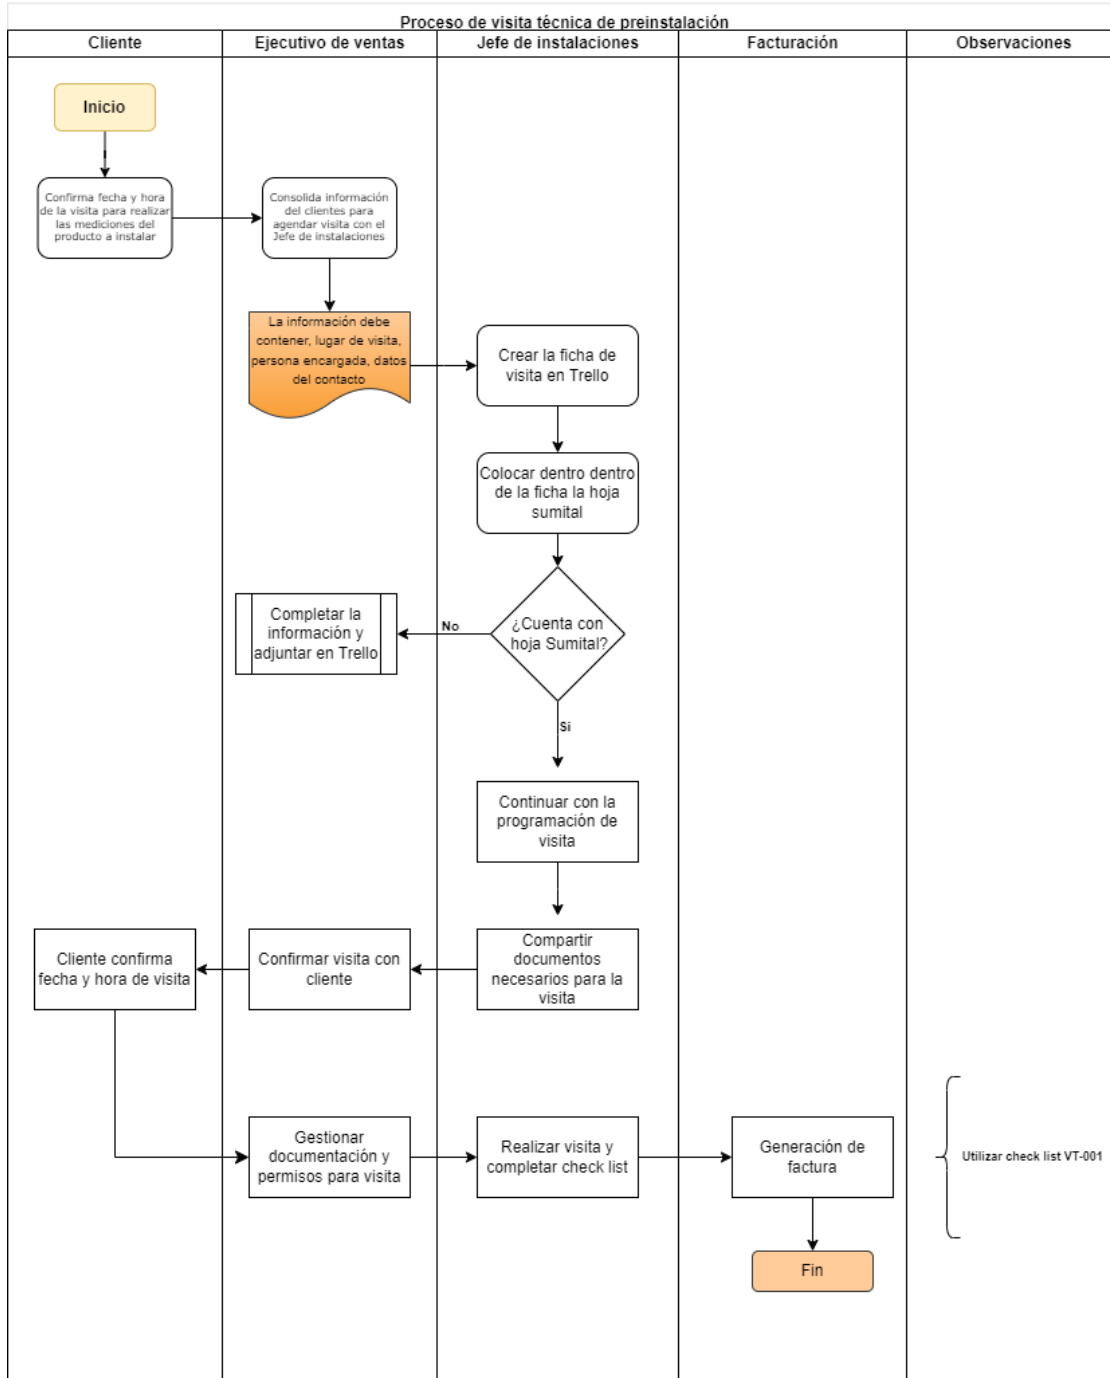 Proceso de visita técnica de preinstalación
Cliente
Ejecutivo de ventas
Jefe de instalaciones
Facturación
Observaciones
Inicio
Confirma fecha y hora
de la visita para realizar
las mediciones del
producto a instalar
Consolida información
del clientes para
agendar visita con el
Jefe de instalaciones
La información debe
contener, lugar de visita,
persona encargada, datos
del contacto
Crear la ficha de
visita en Trello
Colocar dentro dentro
de la ficha la hoja
sumital
¿Cuenta con
hoja Sumital?
No
Completar la
información y
adjuntar en Trello
Si
Continuar con la
programación de
visita
Compartir
documentos
necesarios para la
visita
Confirmar visita con
cliente
Cliente confirma
fecha y hora de visita
Gestionar
documentación y
permisos para visita
Realizar visita y
completar check list
Generación de
factura
Utilizar check list VT-001
Fin